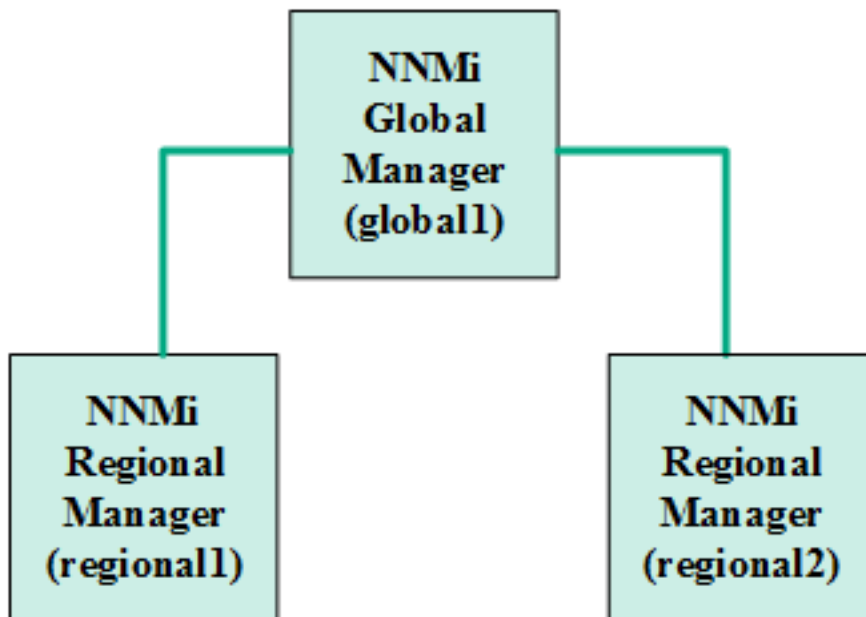 NNMi
Global
Manager
(global1)
NNMi
Regional
Manager
(regional1)
NNMi
Regional
Manager
(regional2)